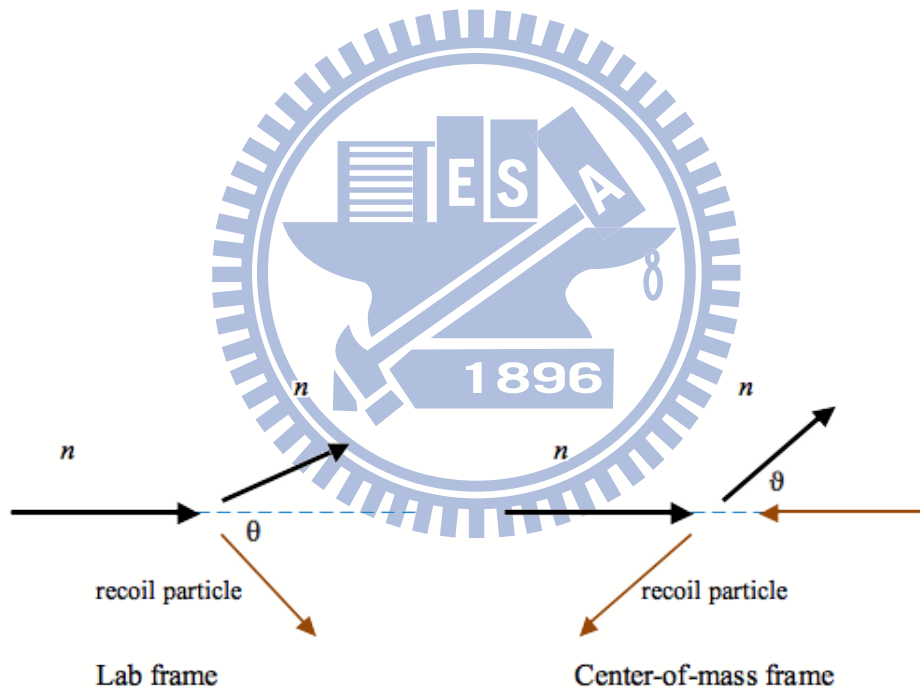 E S A
1896
n
n
n
n
θ
ϑ
recoil particle
recoil particle
Lab frame
Center-of-mass frame